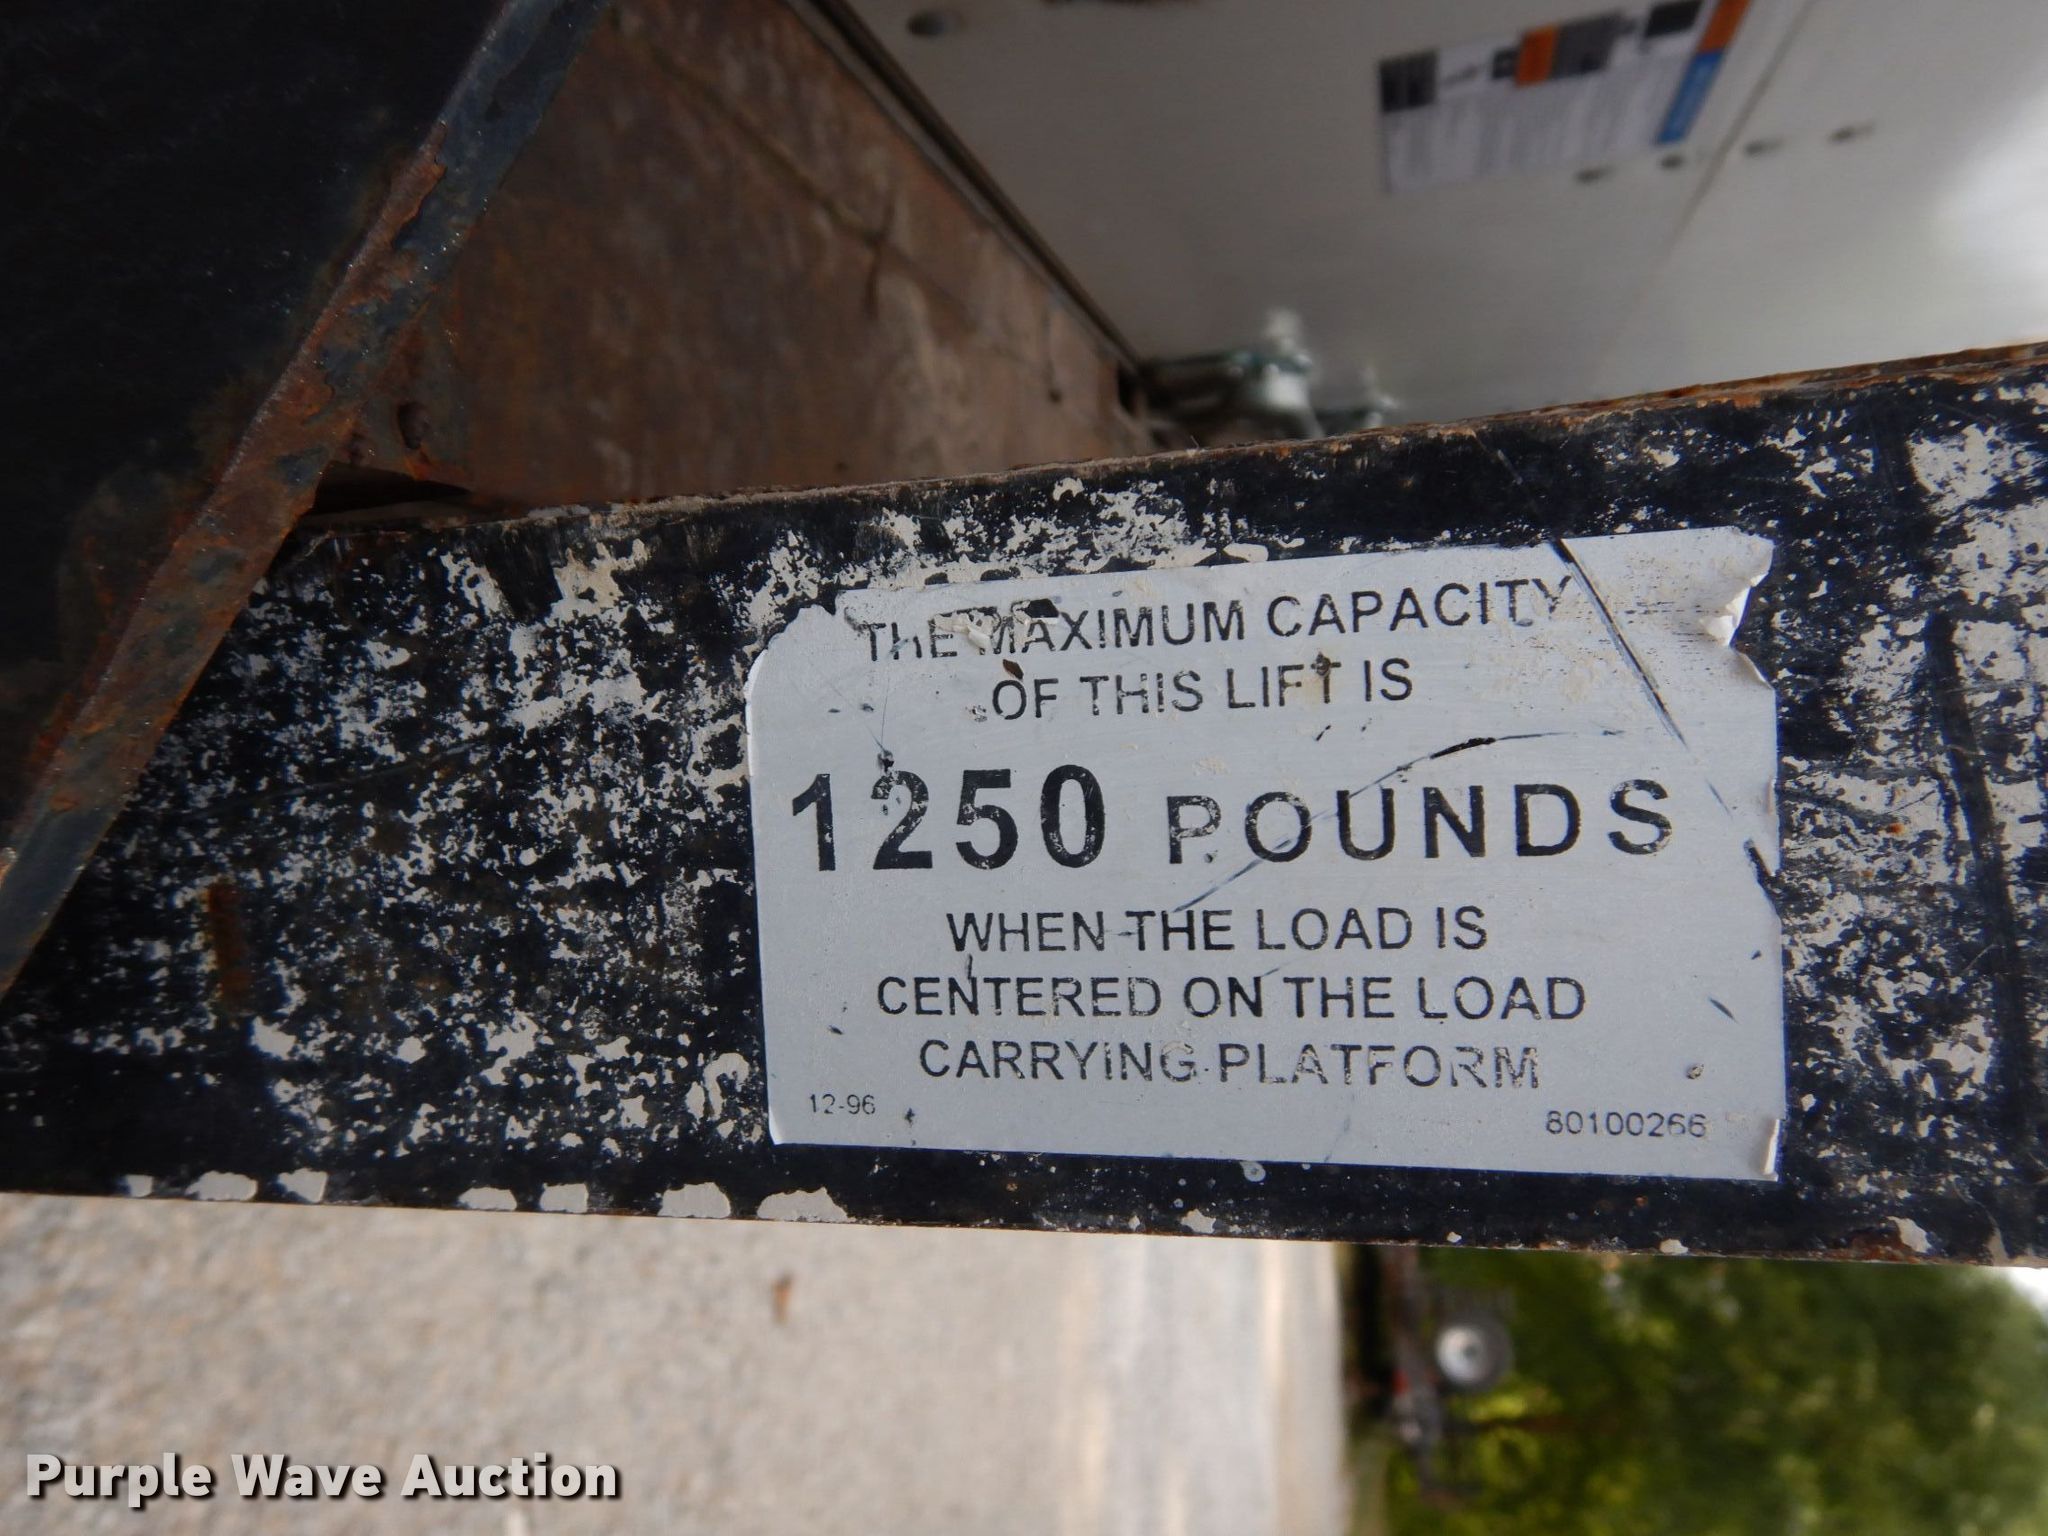 THE MAXIMUM CAPACITY
OF THIS LIFT IS
1250 POUNDS
WHEN THE LOAD IS
CENTERED ON THE LOAD
CARRYING PLATFORM
12-96
80100266
Purple Wave Auction